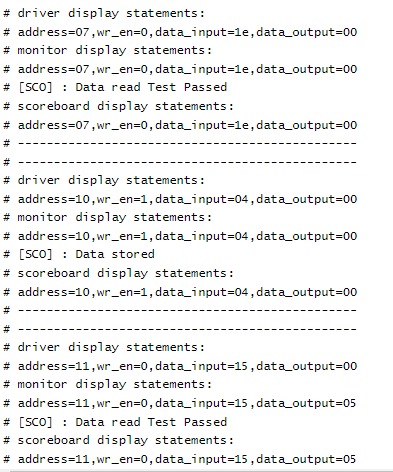 # driver display statements:
# address=07,wr_en=0,data_input=1e,data_output=00
# monitor display statements:
# address=07,wr_en=0,data_input=1e,data_output=00
# [SCO] : Data read Test Passed
# scoreboard display statements:
# address=07,wr_en=0,data_input=1e,data_output=00
# -----------------------------------------------
# -----------------------------------------------
# driver display statements:
# address=10,wr_en=1,data_input=04,data_output=00
# monitor display statements:
# address=10,wr_en=1,data_input=04,data_output=00
# [SCO] : Data stored
# scoreboard display statements:
# address=10,wr_en=1,data_input=04,data_output=00
# -----------------------------------------------
# -----------------------------------------------
# driver display statements:
# address=11,wr_en=0,data_input=15,data_output=00
# monitor display statements:
# address=11,wr_en=0,data_input=15,data_output=05
# [SCO] : Data read Test Passed
# scoreboard display statements:
# address=11,wr_en=0,data_input=15,data_output=05